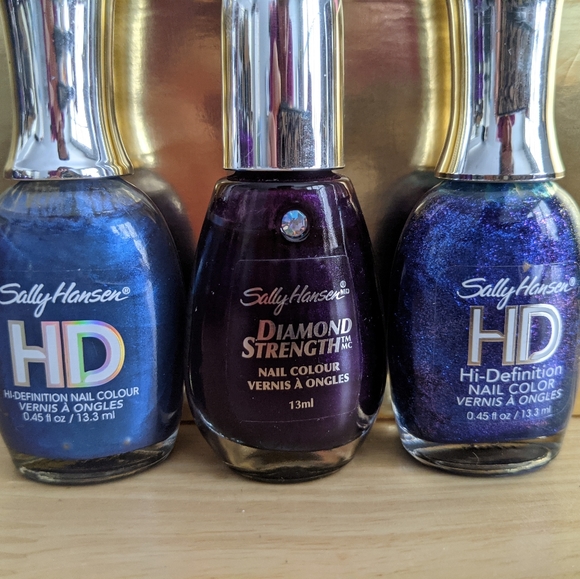 Sally Hansen®
HD
HI-DEFINITION NAIL COLOUR
VERNIS À ONGLES
0.45 fl oz / 13.3 ml
Sally Hansen® MD
DIAMOND
STRENGTH™ MC
NAIL COLOUR
VERNIS À ONGLES
13ml
Sally Hansen®
HD
Hi-Definition
NAIL COLOR
VERNIS À ONGLES
0.45 fl oz / 13.3 ml